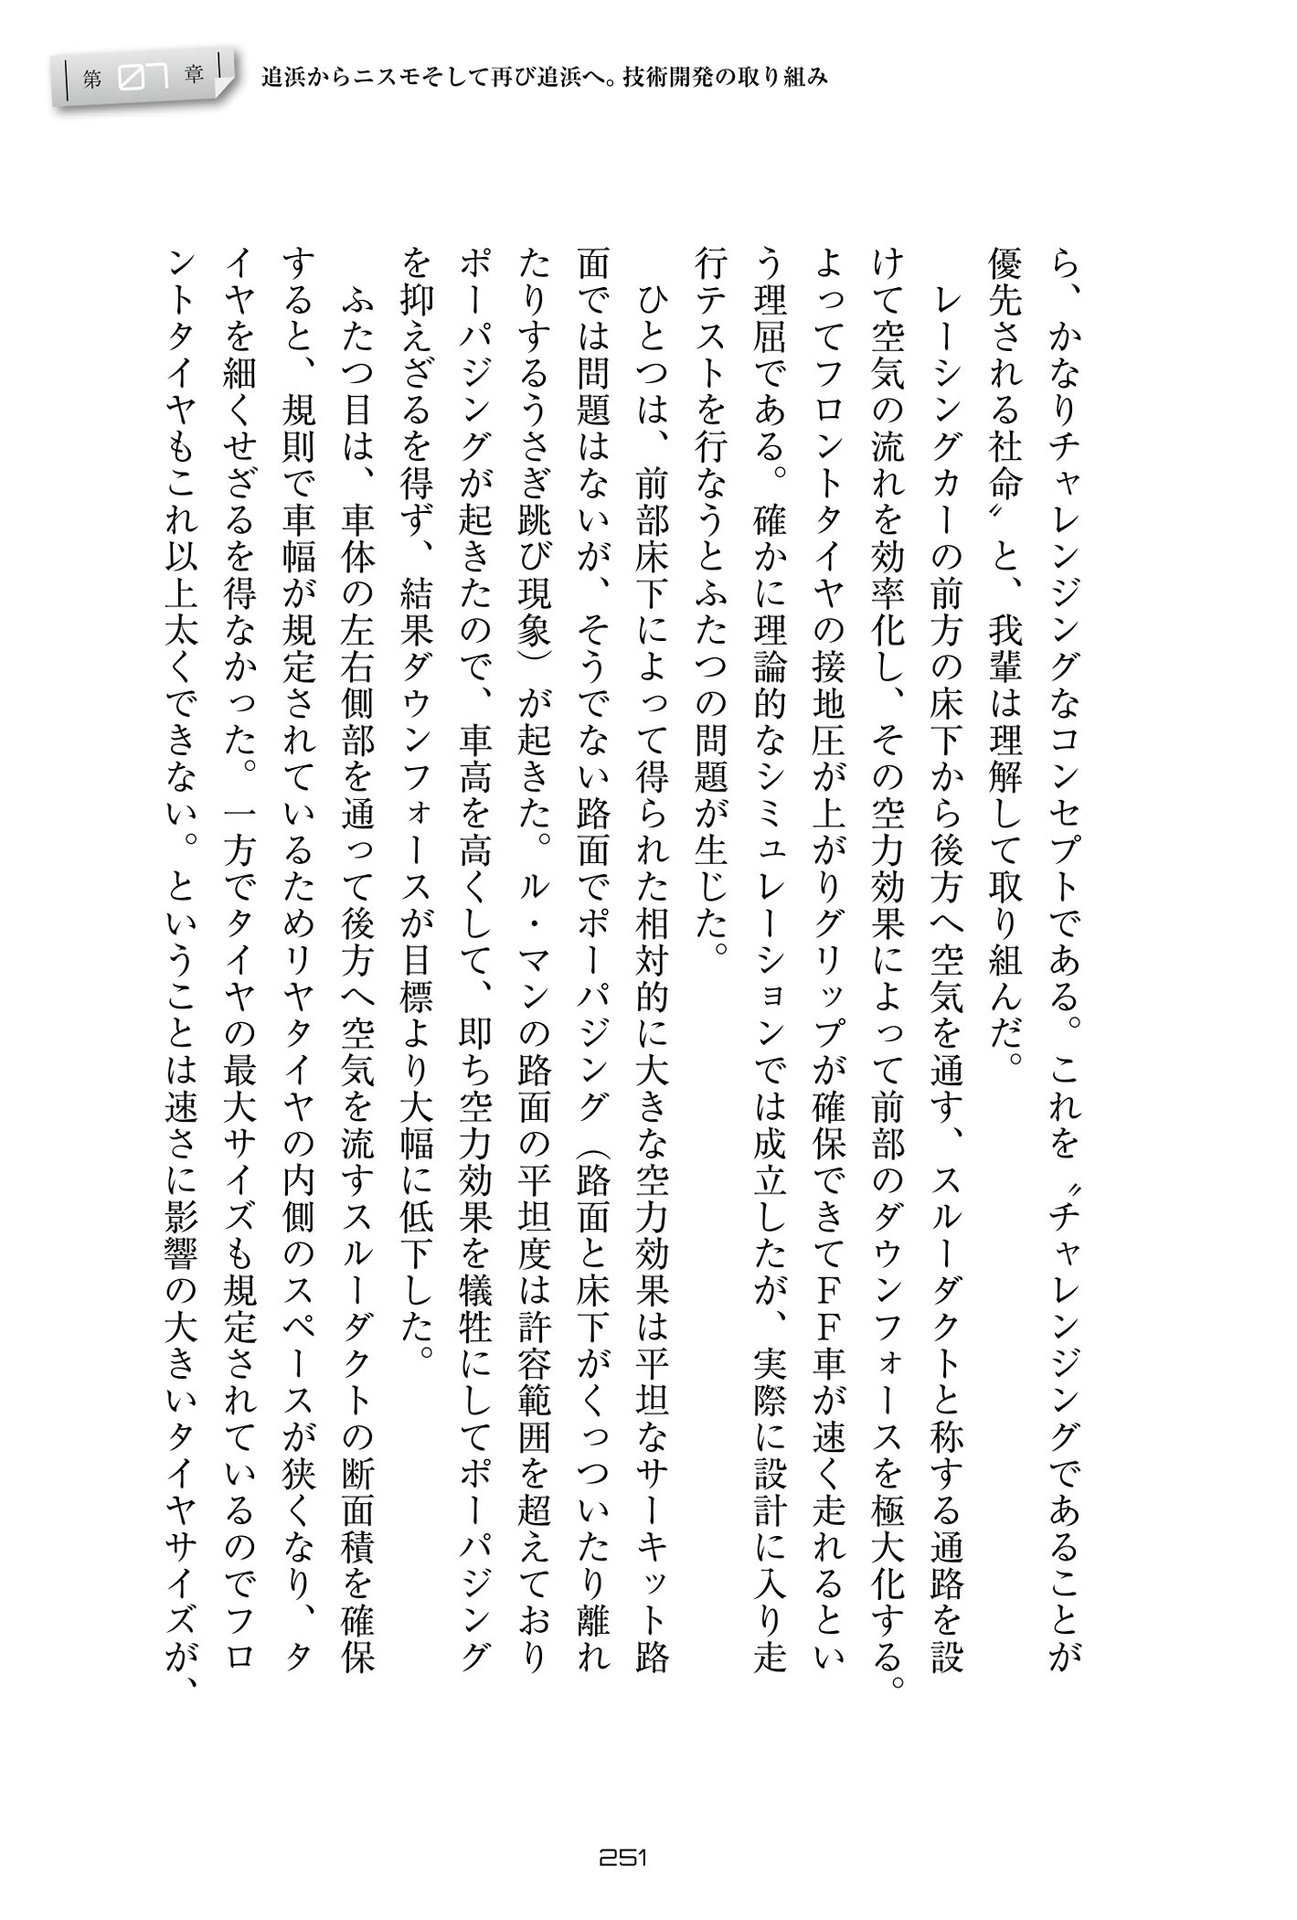 第07章
追浜からニスモそして再び追浜へ。技術開発の取り組み
ら、かなりチャレンジングなコンセプトである。これを〝チャレンジングであることが
優先される社命〟と、我輩は理解して取り組んだ。
　レーシングカーの前方の床下から後方へ空気を通す、スルーダクトと称する通路を設
けて空気の流れを効率化し、その空力効果によって前部のダウンフォースを極大化する。
よってフロントタイヤの接地圧が上がりグリップが確保できてＦＦ車が速く走れるとい
う理屈である。確かに理論的なシミュレーションでは成立したが、実際に設計に入り走
行テストを行なうとふたつの問題が生じた。
　ひとつは、前部床下によって得られた相対的に大きな空力効果は平坦なサーキット路
面では問題はないが、そうでない路面でポーパジング（路面と床下がくっついたり離れ
たりするうさぎ跳び現象）が起きた。ル・マンの路面の平坦度は許容範囲を超えており
ポーパジングが起きたので、車高を高くして、即ち空力効果を犠牲にしてポーパジング
を抑えざるを得ず、結果ダウンフォースが目標より大幅に低下した。
　ふたつ目は、車体の左右側部を通って後方へ空気を流すスルーダクトの断面積を確保
すると、規則で車幅が規定されているためリヤタイヤの内側のスペースが狭くなり、タ
イヤを細くせざるを得なかった。一方でタイヤの最大サイズも規定されているのでフロ
ントタイヤもこれ以上太くできない。ということは速さに影響の大きいタイヤサイズが、
251